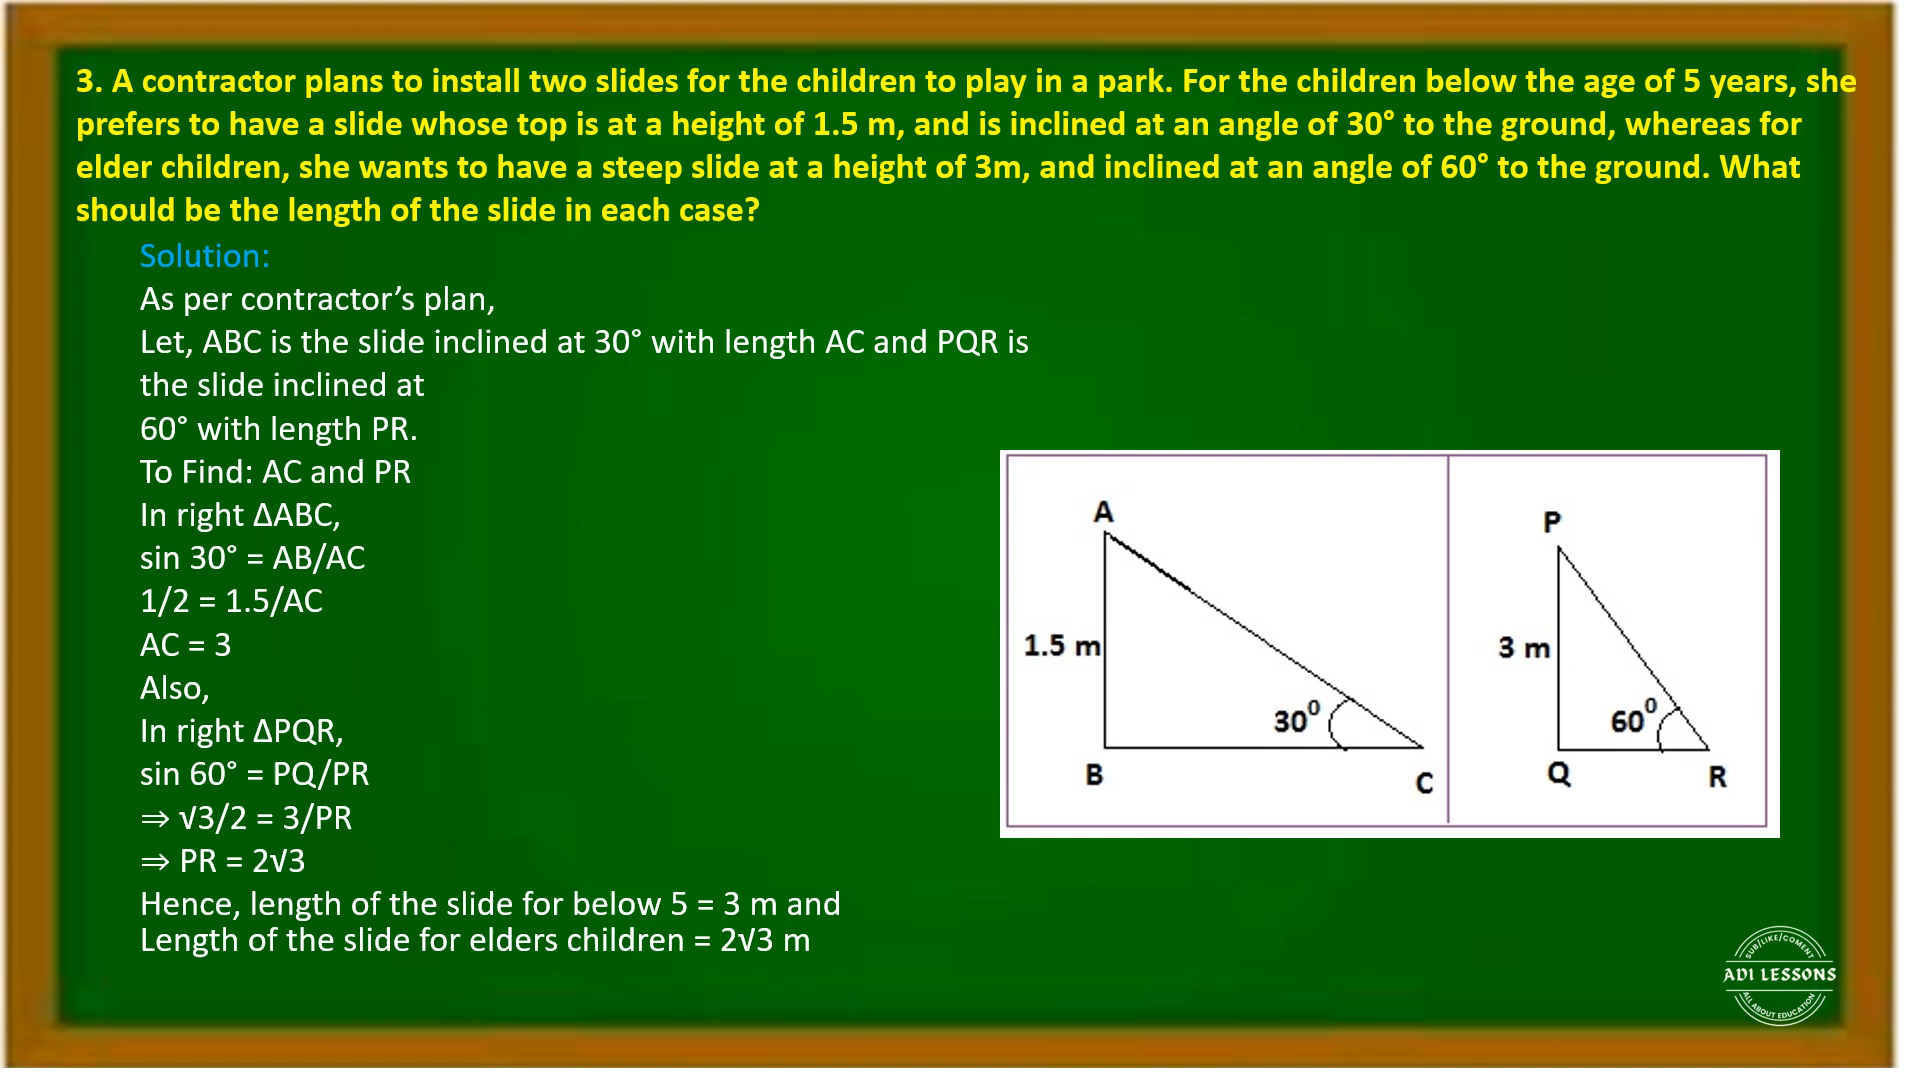 3. A contractor plans to install two slides for the children to play in a park. For the children below the age of 5 years, she
prefers to have a slide whose top is at a height of 1.5 m, and is inclined at an angle of 30° to the ground, whereas for
elder children, she wants to have a steep slide at a height of 3m, and inclined at an angle of 60° to the ground. What
should be the length of the slide in each case?
Solution:
As per contractor’s plan,
Let, ABC is the slide inclined at 30° with length AC and PQR is
the slide inclined at
60° with length PR.
To Find: AC and PR
In right ΔABC,
sin 30° = AB/AC
1/2 = 1.5/AC
AC = 3
Also,
In right ΔPQR,
sin 60° = PQ/PR
⇒ √3/2 = 3/PR
⇒ PR = 2√3
Hence, length of the slide for below 5 = 3 m and
Length of the slide for elders children = 2√3 m
A
1.5 m
30⁰
B
C
P
3 m
60⁰
Q
R
SUB/LIKE/COMENT
ADI LESSONS
ALL ABOUT EDUCATION